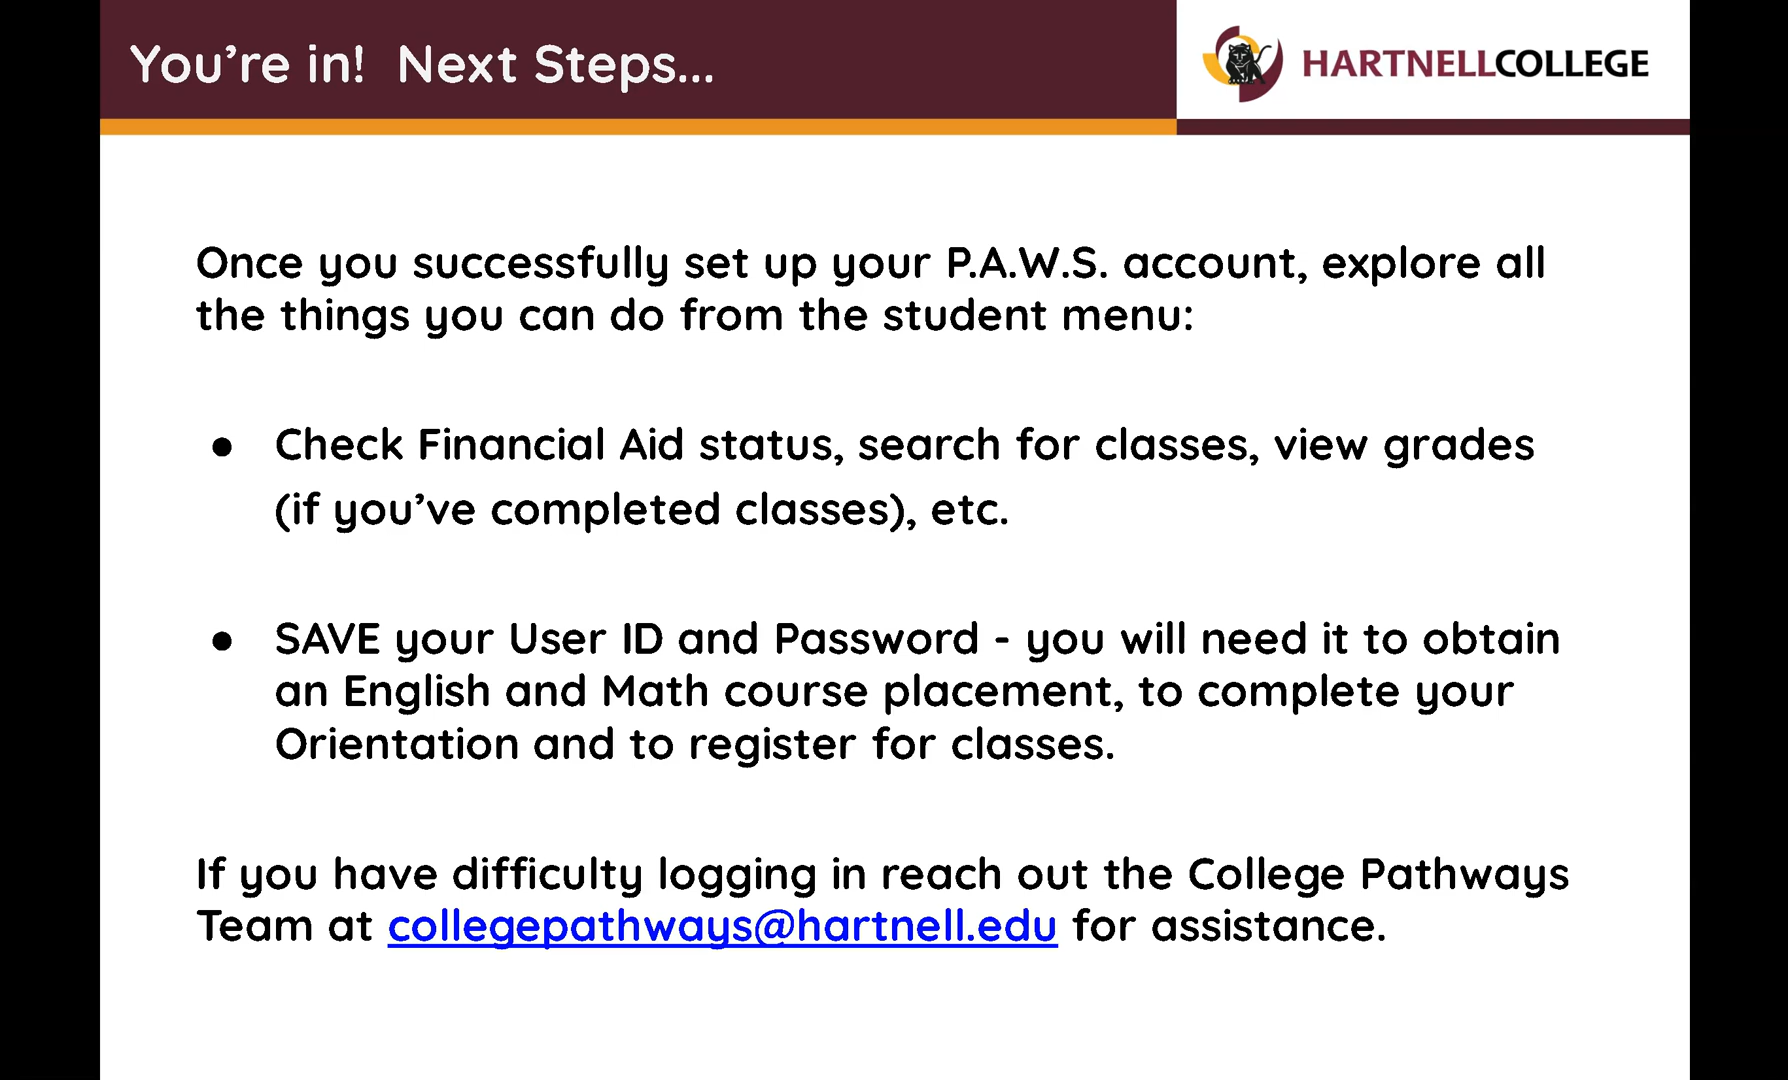 You're in!  Next Steps...
HARTNELLCOLLEGE
Once you successfully set up your P.A.W.S. account, explore all
the things you can do from the student menu:
● Check Financial Aid status, search for classes, view grades
(if you've completed classes), etc.
● SAVE your User ID and Password - you will need it to obtain
an English and Math course placement, to complete your
Orientation and to register for classes.
If you have difficulty logging in reach out the College Pathways
Team at collegepathways@hartnell.edu for assistance.